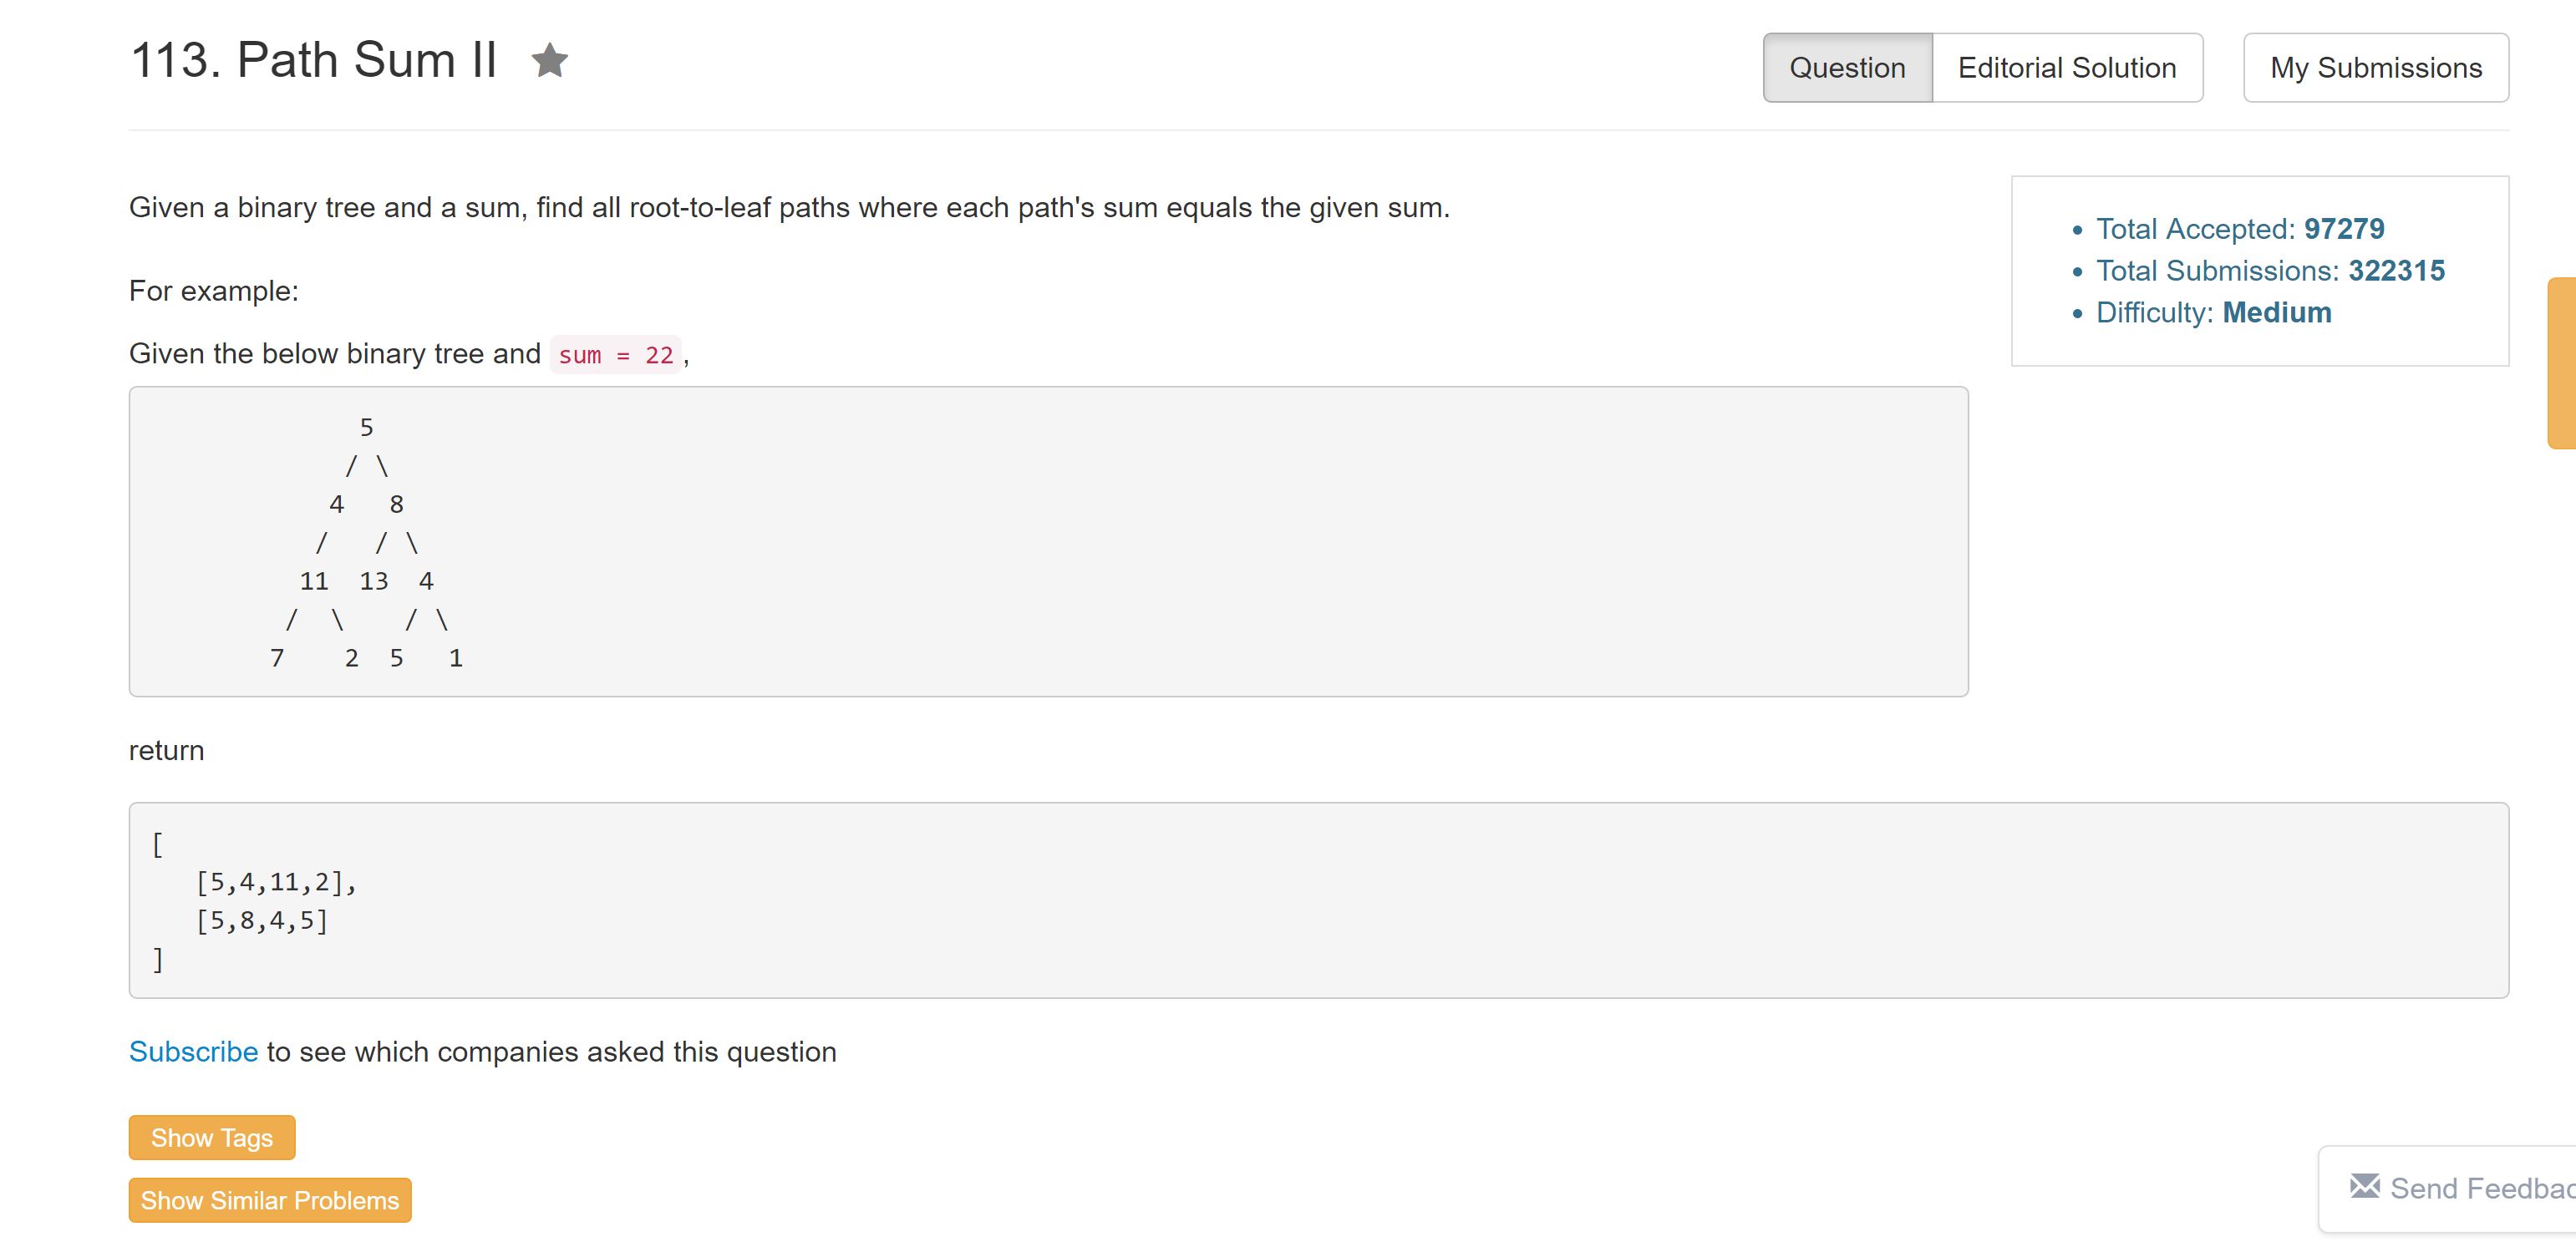 113. Path Sum II
Question
Editorial Solution
My Submissions
Total Accepted: 97279
Total Submissions: 322315
Difficulty: Medium
Given a binary tree and a sum, find all root-to-leaf paths where each path's sum equals the given sum.
For example:
Given the below binary tree and sum = 22,
              5
             / \
            4   8
           /   / \
          11  13  4
         /  \    / \
        7    2  5   1
return
[
   [5,4,11,2],
   [5,8,4,5]
]
Subscribe to see which companies asked this question
Show Tags
Show Similar Problems
Send Feedbac